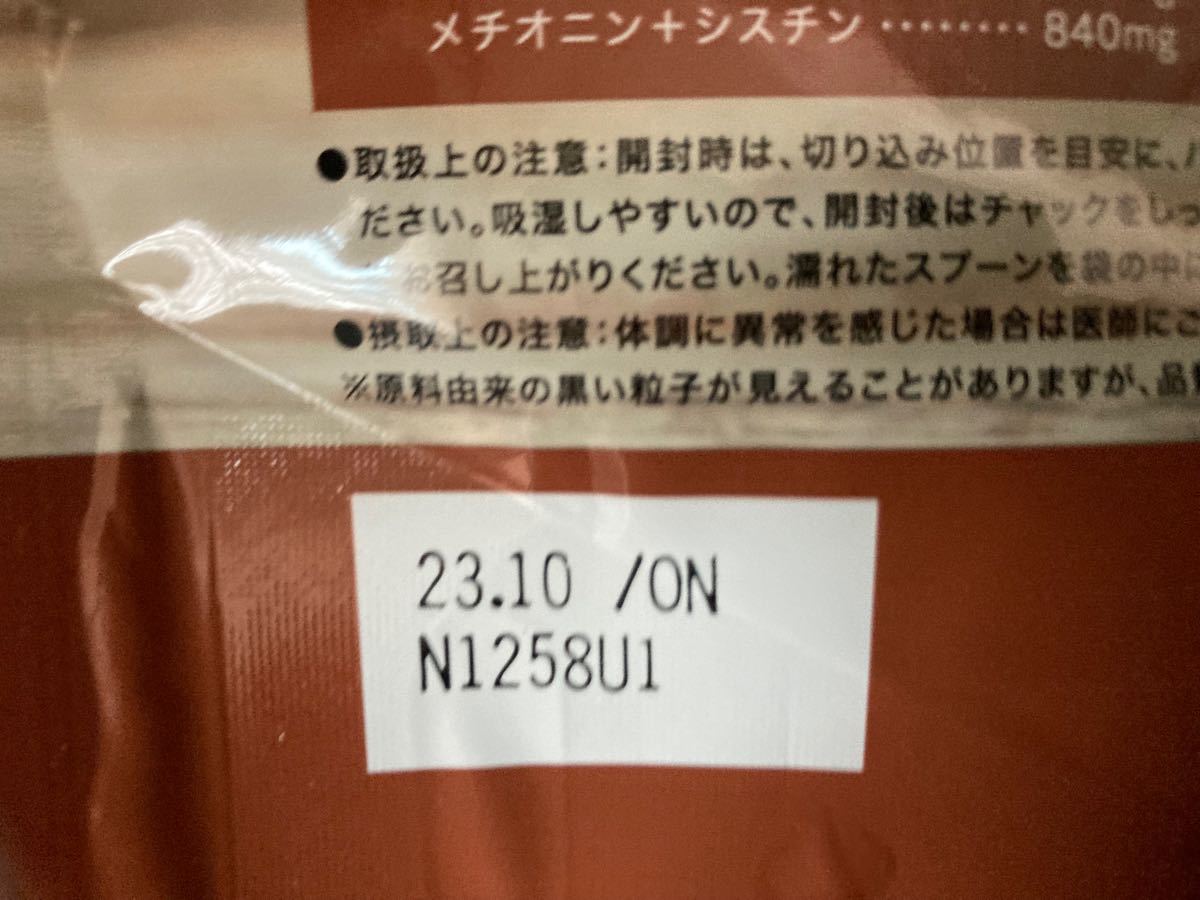 メチオニン+シスチン ········ 840mg
●取扱上の注意:開封時は、切り込み位置を目安に、
ださい。吸湿しやすいので、開封後はチャックをしっ
お召し上がりください。濡れたスプーンを袋の中に
●摂取上の注意:体調に異常を感じた場合は医師にご
※原料由来の黒い粒子が見えることがありますが、品質
23.10 /ON
N1258U1